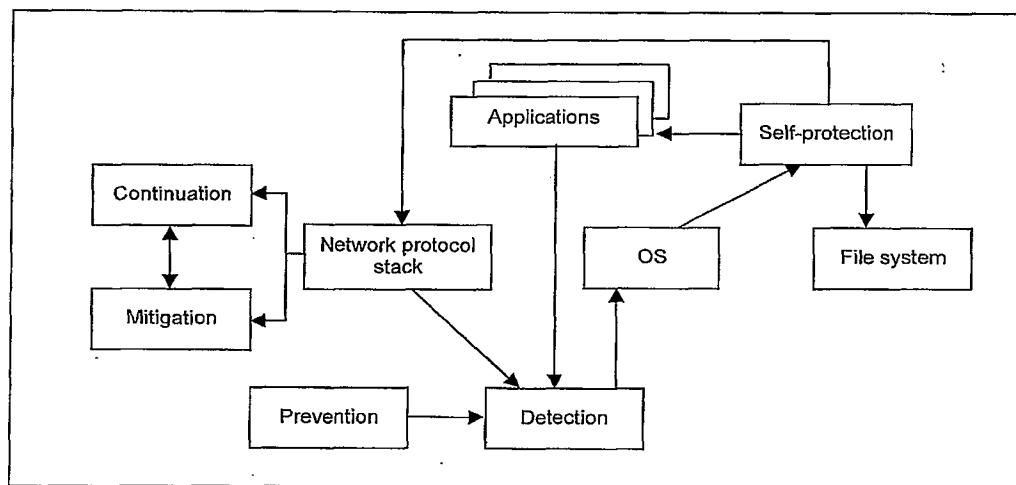 Applications
Self-protection
Continuation
Network protocol
stack
OS
File system
Mitigation
Prevention
Detection